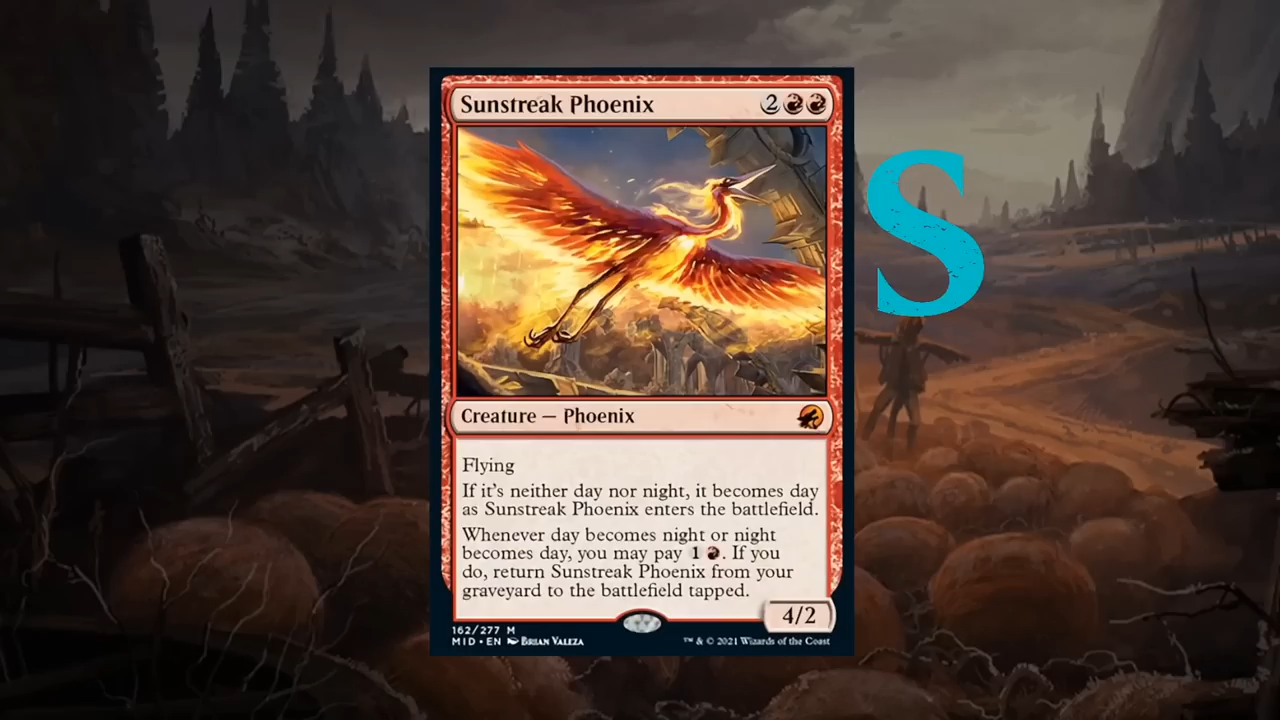 Sunstreak Phoenix 2
S
Creature — Phoenix
Flying
If it's neither day nor night, it becomes day
as Sunstreak Phoenix enters the battlefield.
Whenever day becomes night or night
becomes day, you may pay 1 . If you
do, return Sunstreak Phoenix from your
graveyard to the battlefield tapped.
4/2
162/277 M
MID • EN Brian Valeza
™ & © 2021 Wizards of the Coast